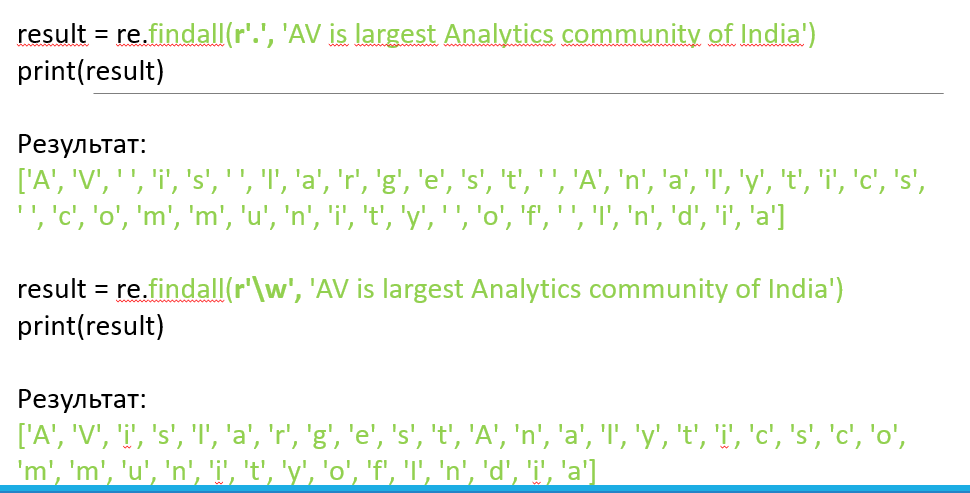 result = re.findall(r'.', 'AV is largest Analytics community of India')
print(result)
Результат:
['A', 'V', ' ', 'i', 's', ' ', 'l', 'a', 'r', 'g', 'e', 's', 't', ' ', 'A', 'n', 'a', 'l', 'y', 't', 'i', 'c', 's',
' ', 'c', 'o', 'm', 'm', 'u', 'n', 'i', 't', 'y', ' ', 'o', 'f', ' ', 'I', 'n', 'd', 'i', 'a']
result = re.findall(r'\w', 'AV is largest Analytics community of India')
print(result)
Результат:
['A', 'V', 'i', 's', 'l', 'a', 'r', 'g', 'e', 's', 't', 'A', 'n', 'a', 'l', 'y', 't', 'i', 'c', 's', 'c', 'o',
'm', 'm', 'u', 'n', 'i', 't', 'y', 'o', 'f', 'I', 'n', 'd', 'i', 'a']